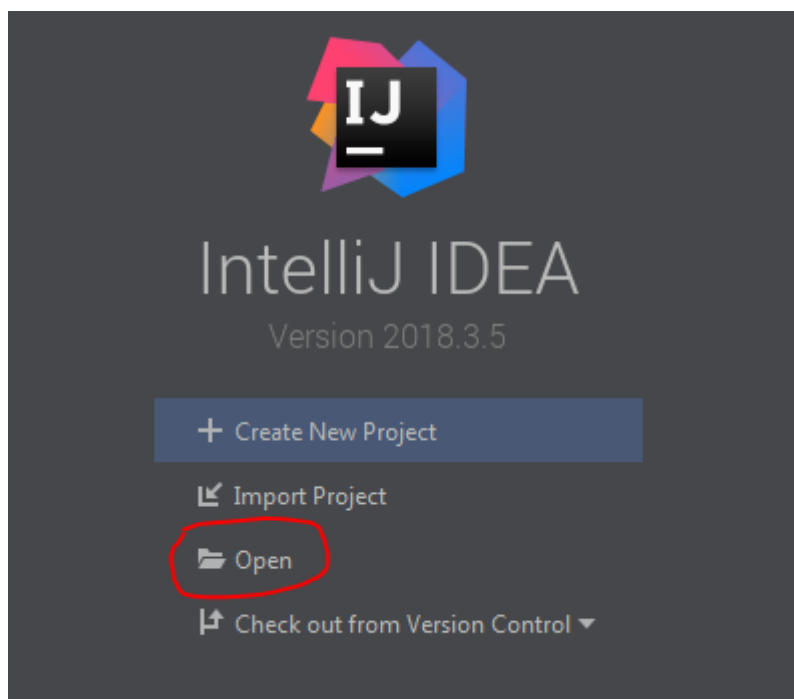 IJ
IntelliJ IDEA
Version 2018.3.5
Create New Project
Import Project
Open
Check out from Version Control